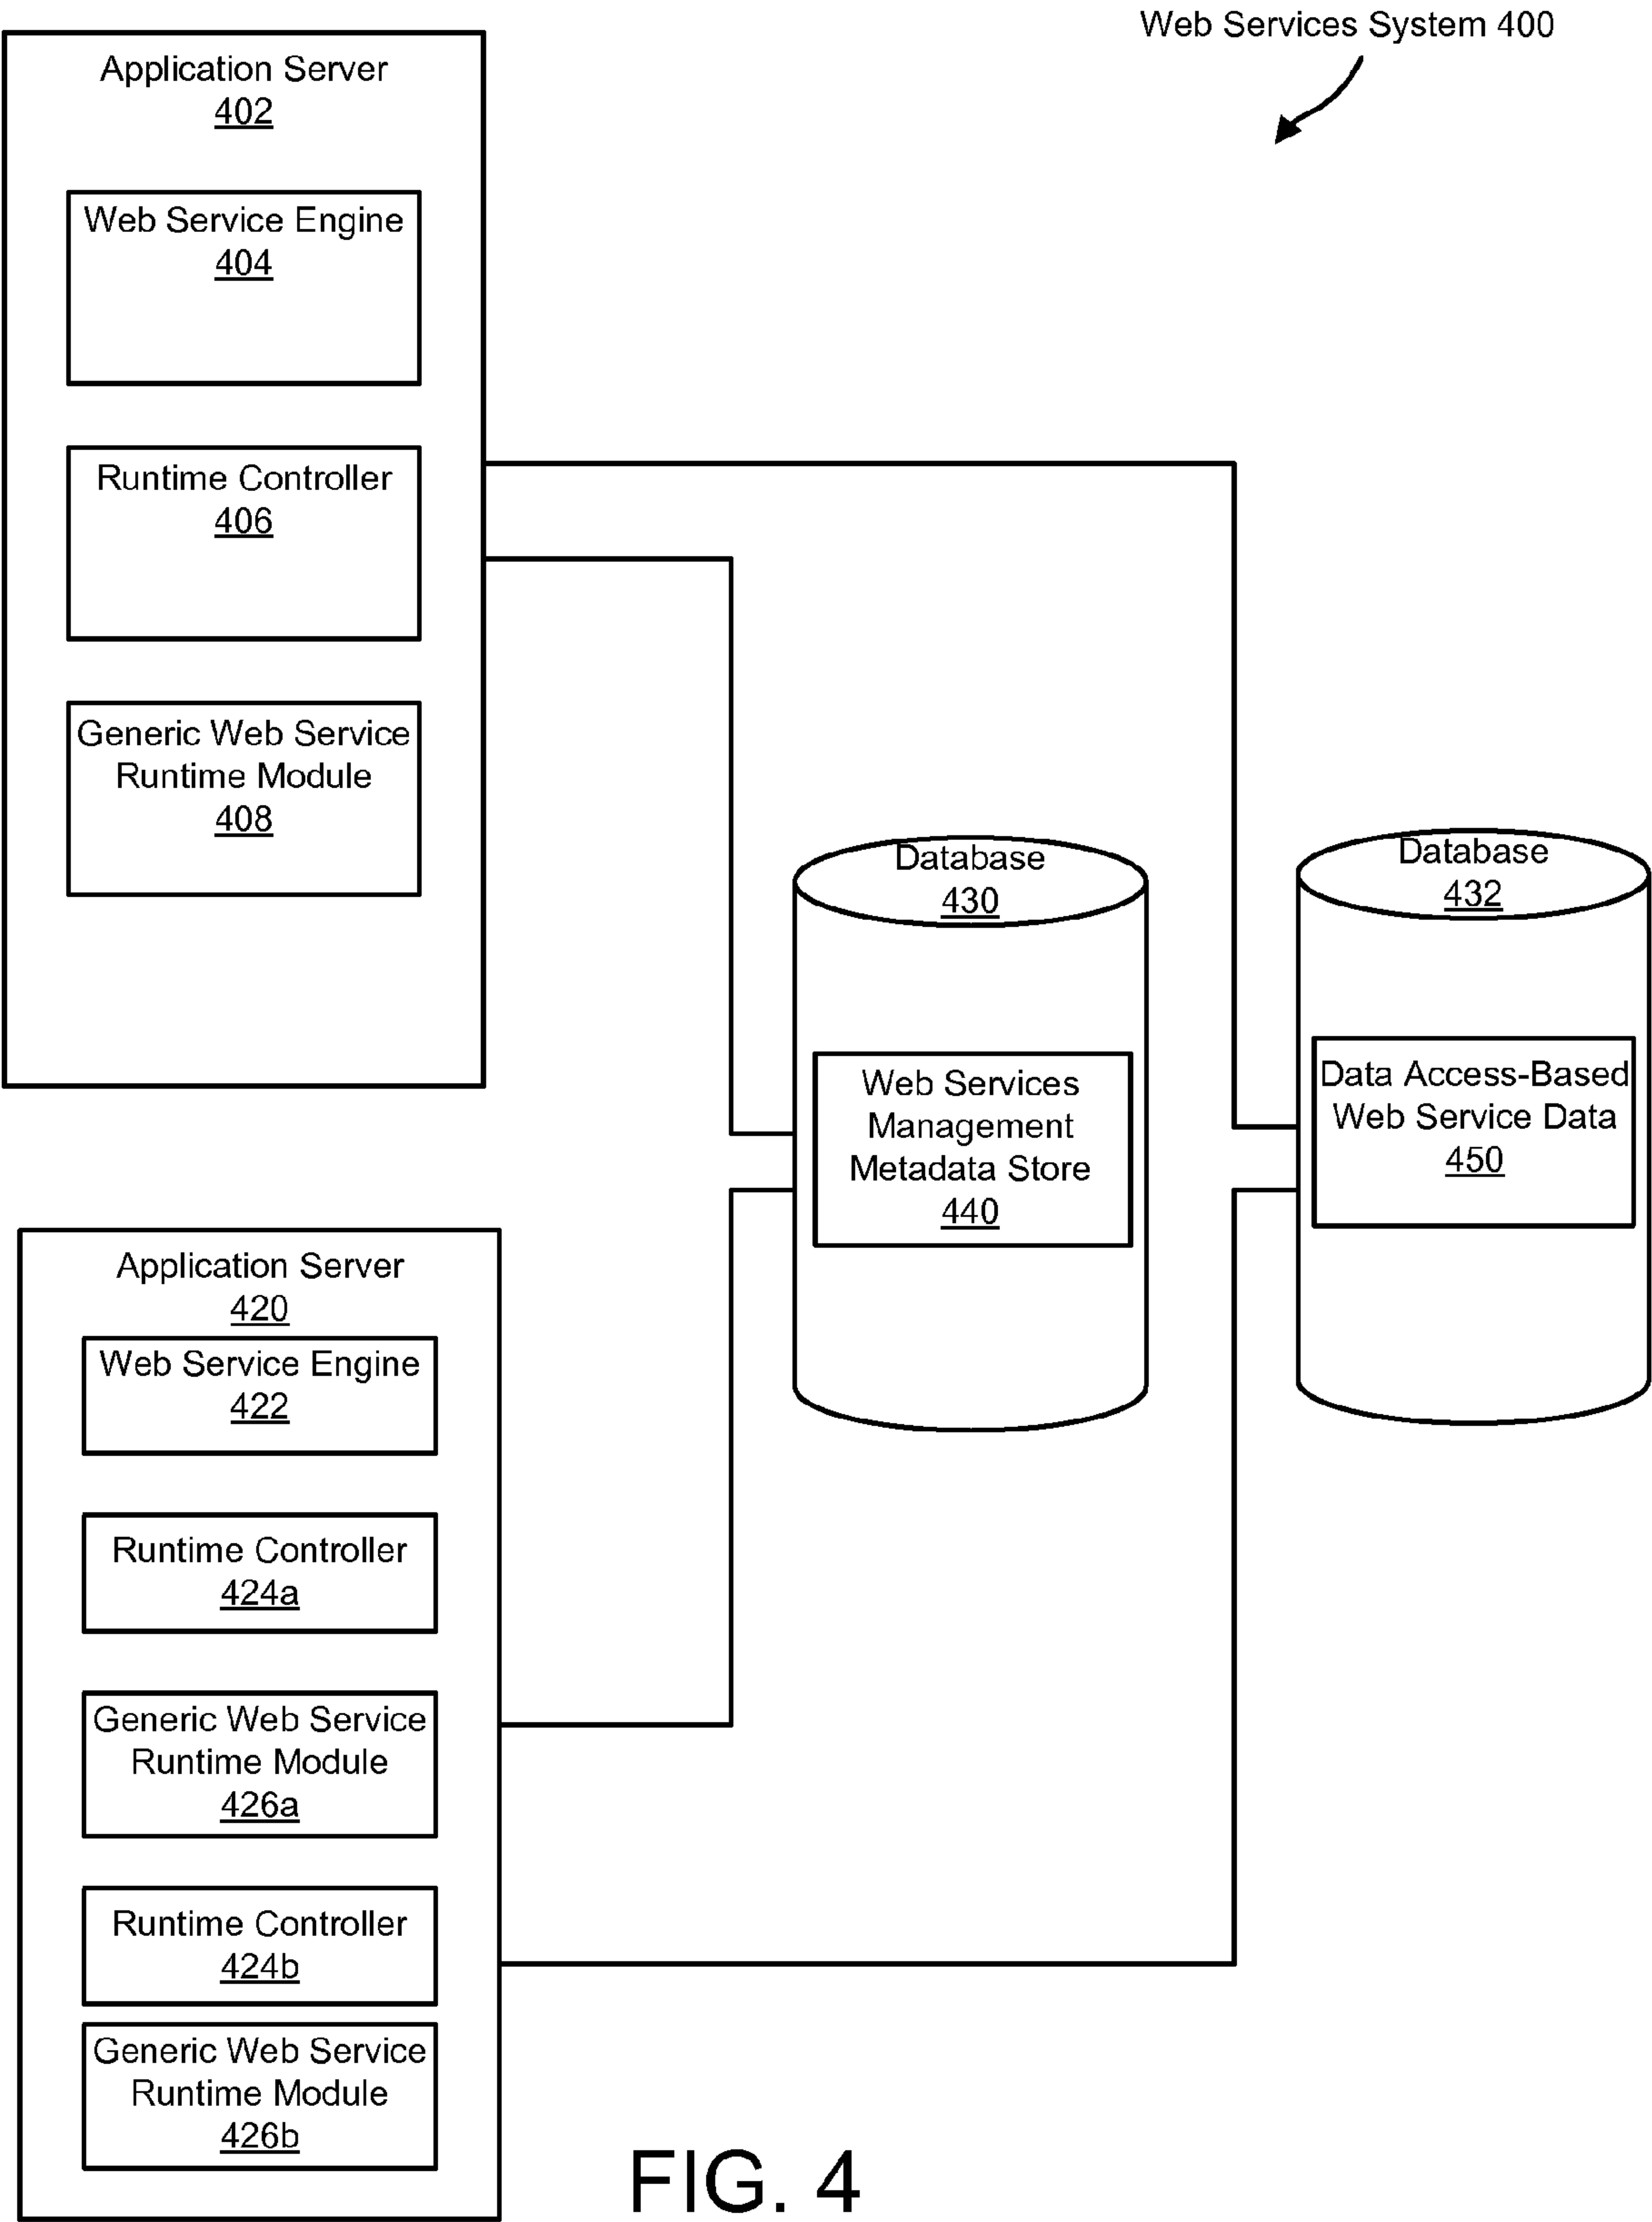 Web Services System 400
Application Server
402
Web Service Engine
404
Runtime Controller
406
Generic Web Service
Runtime Module
408
Database
430
Web Services
Management
Metadata Store
440
Database
432
Data Access-Based
Web Service Data
450
Application Server
420
Web Service Engine
422
Runtime Controller
424a
Generic Web Service
Runtime Module
426a
Runtime Controller
424b
Generic Web Service
Runtime Module
426b
FIG. 4